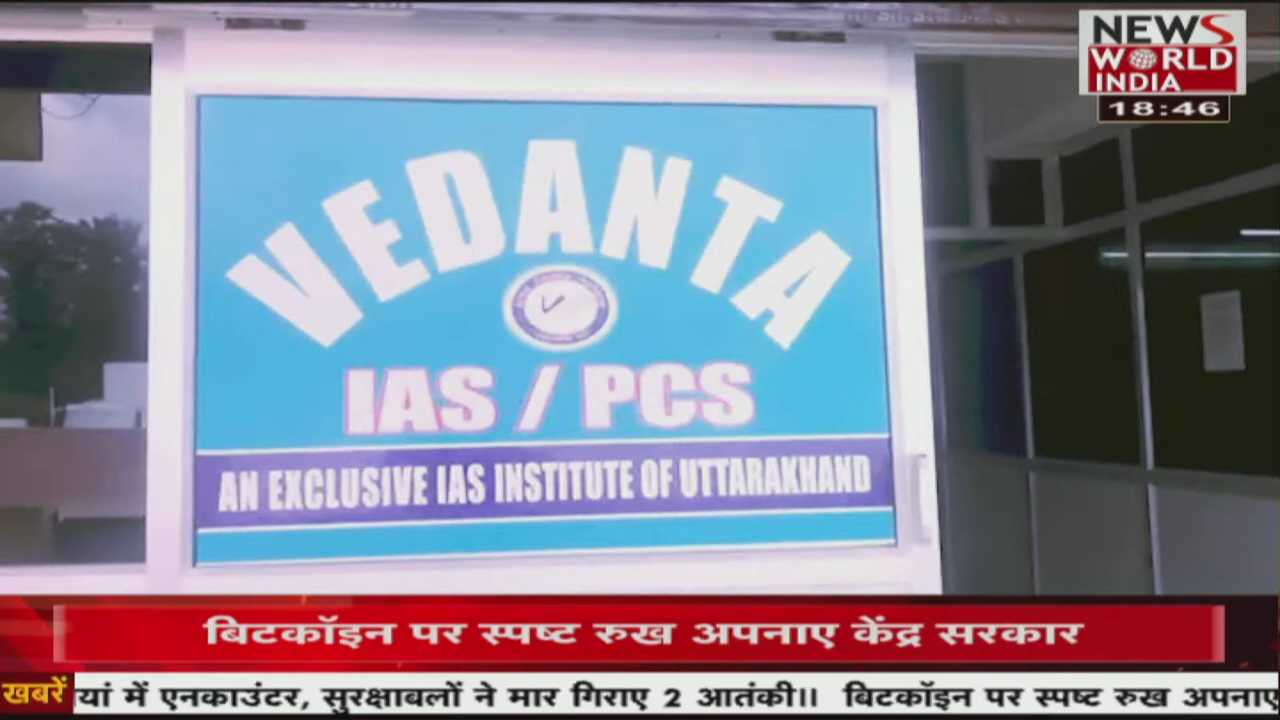 NEWS
WORLD
INDIA
18:46
VEDANTA
IAS / PCS
AN EXCLUSIVE IAS INSTITUTE OF UTTARAKHAND
बिटकॉइन पर स्पष्ट रुख अपनाए केंद्र सरकार
खबरें
यां में एनकाउंटर, सुरक्षाबलों ने मार गिराए 2 आतंकी।। बिटकॉइन पर स्पष्ट रुख अपनाए